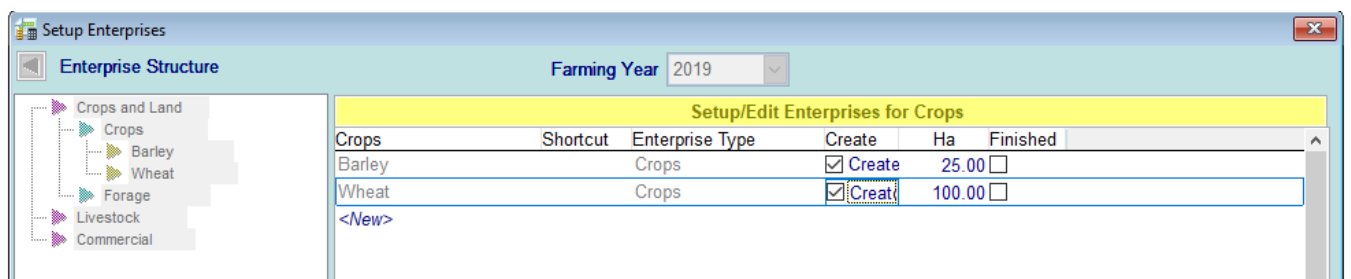 Setup Enterprises
Enterprise Structure
Farming Year 2019
Crops and Land
Crops
Barley
Wheat
Forage
Livestock
Commercial
Setup/Edit Enterprises for Crops
Crops Shortcut Enterprise Type Create Ha Finished
Barley Crops Create 25.00
Wheat Crops Create 100.00
<New>